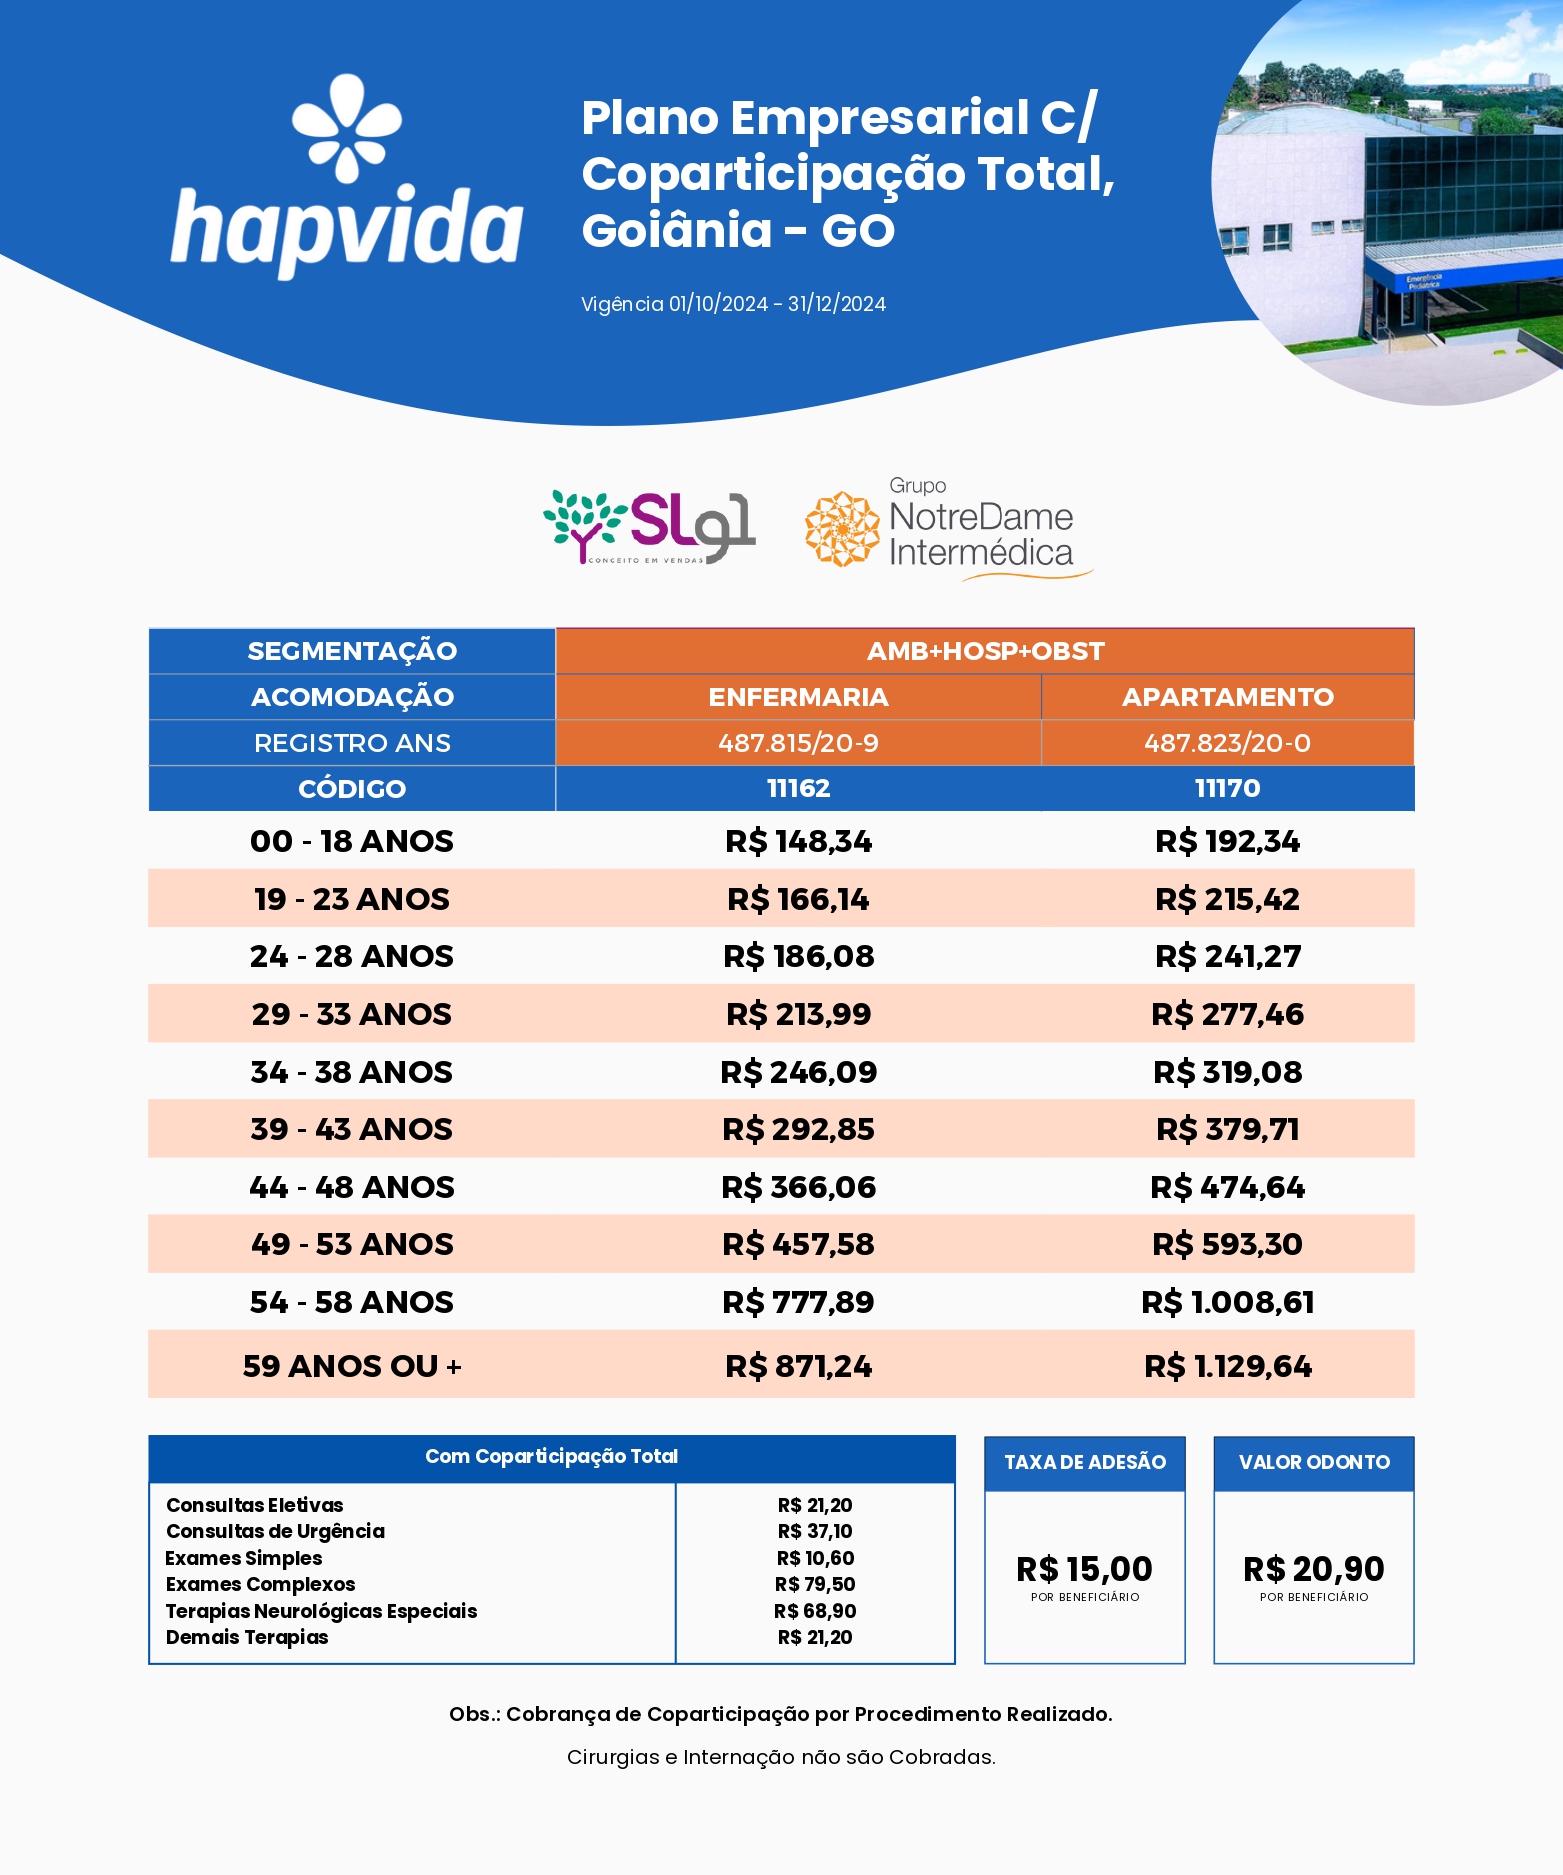 hapvida
Plano Empresarial C/
Coparticipação Total,
Goiânia - GO
Vigência 01/10/2024 - 31/12/2024
Emergência
Pediátrica
SLg1
CONCEITO EM VENDAS
Grupo
NotreDame
Intermédica
SEGMENTAÇÃO AMB+HOSP+OBST
ACOMODAÇÃO ENFERMARIA APARTAMENTO
REGISTRO ANS 487.815/20-9 487.823/20-0
CÓDIGO 11162 11170
00 - 18 ANOS R$ 148,34 R$ 192,34
19 - 23 ANOS R$ 166,14 R$ 215,42
24 - 28 ANOS R$ 186,08 R$ 241,27
29 - 33 ANOS R$ 213,99 R$ 277,46
34 - 38 ANOS R$ 246,09 R$ 319,08
39 - 43 ANOS R$ 292,85 R$ 379,71
44 - 48 ANOS R$ 366,06 R$ 474,64
49 - 53 ANOS R$ 457,58 R$ 593,30
54 - 58 ANOS R$ 777,89 R$ 1.008,61
59 ANOS OU + R$ 871,24 R$ 1.129,64
Com Coparticipação Total
Consultas Eletivas R$ 21,20
Consultas de Urgência R$ 37,10
Exames Simples R$ 10,60
Exames Complexos R$ 79,50
Terapias Neurológicas Especiais R$ 68,90
Demais Terapias R$ 21,20
TAXA DE ADESÃO
R$ 15,00
POR BENEFICIÁRIO
VALOR ODONTO
R$ 20,90
POR BENEFICIÁRIO
Obs.: Cobrança de Coparticipação por Procedimento Realizado.
Cirurgias e Internação não são Cobradas.